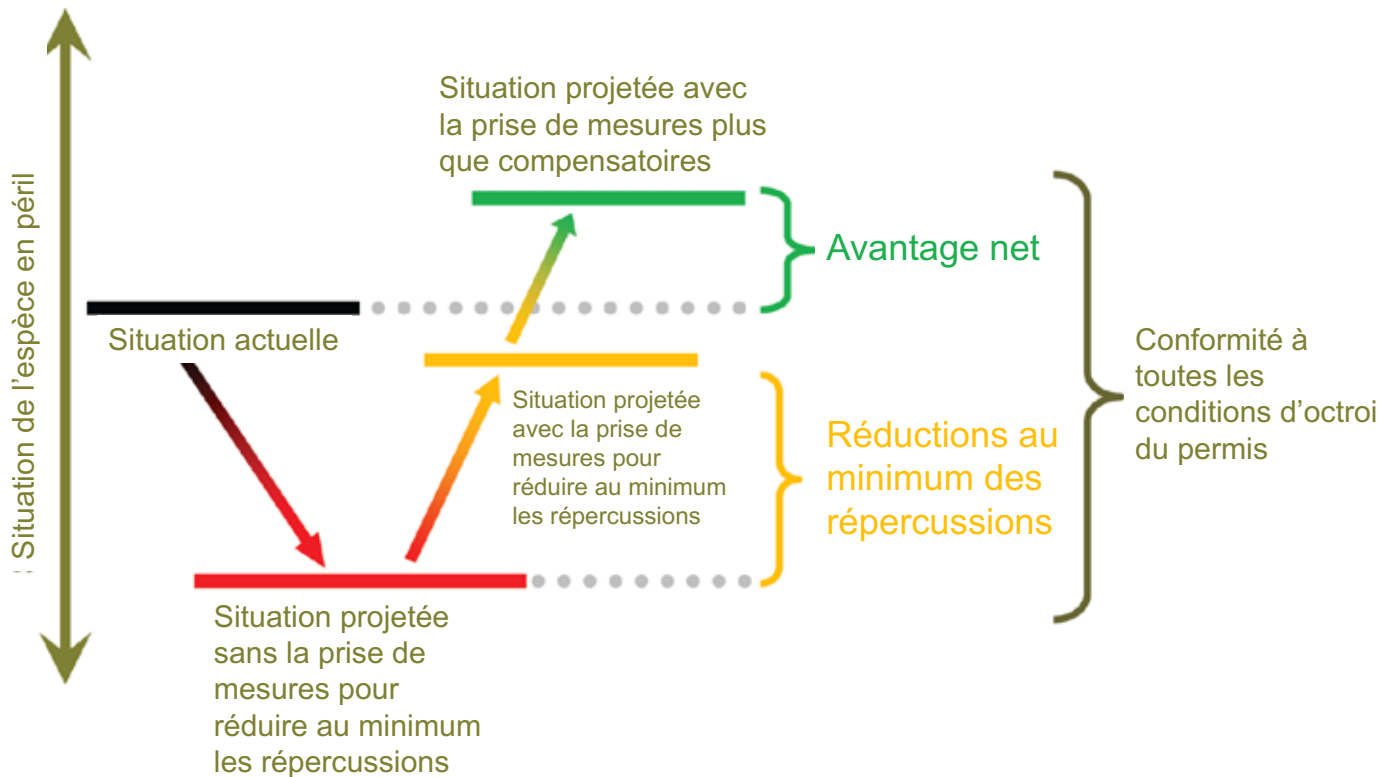 Situation de l'espèce en péril
Situation projetée avec
la prise de mesures plus
que compensatoires
Avantage net
Situation actuelle
Situation projetée
avec la prise de
mesures pour
réduire au minimum
les répercussions
Réductions au
minimum des
répercussions
Conformité à
toutes les
conditions d'octroi
du permis
Situation projetée
sans la prise de
mesures pour
réduire au minimum
les répercussions